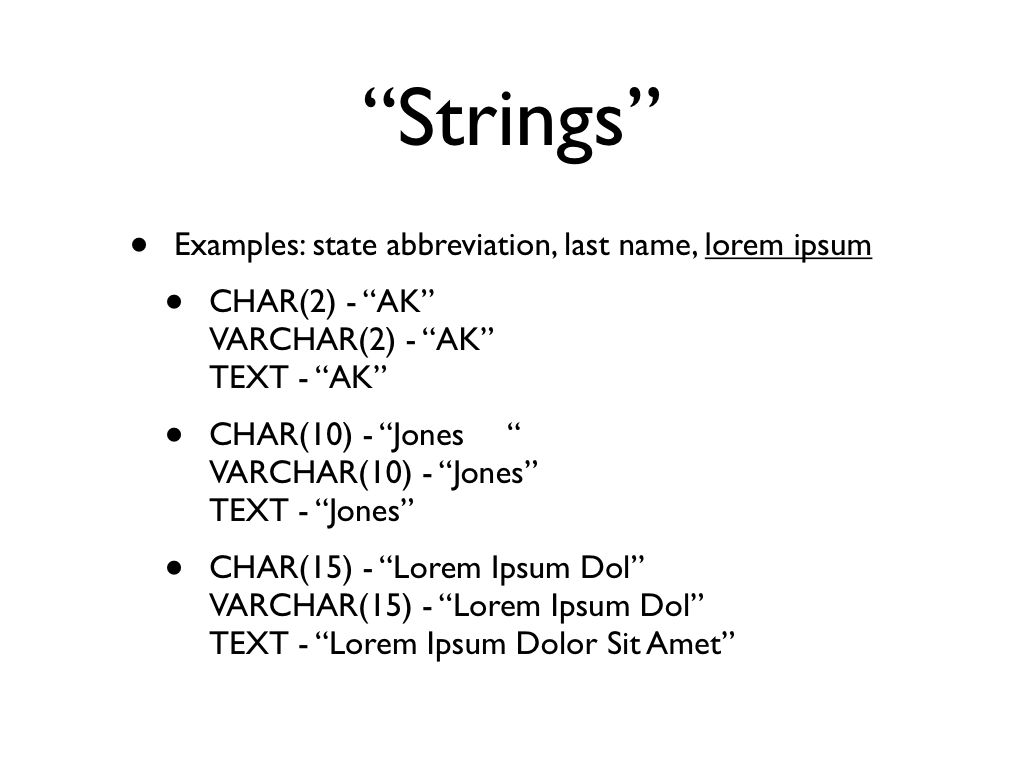 “Strings”
• Examples: state abbreviation, last name, lorem ipsum
• CHAR(2) - “AK”
VARCHAR(2) - “AK”
TEXT - “AK”
• CHAR(10) - “Jones     “
VARCHAR(10) - “Jones”
TEXT - “Jones”
• CHAR(15) - “Lorem Ipsum Dol”
VARCHAR(15) - “Lorem Ipsum Dol”
TEXT - “Lorem Ipsum Dolor Sit Amet”